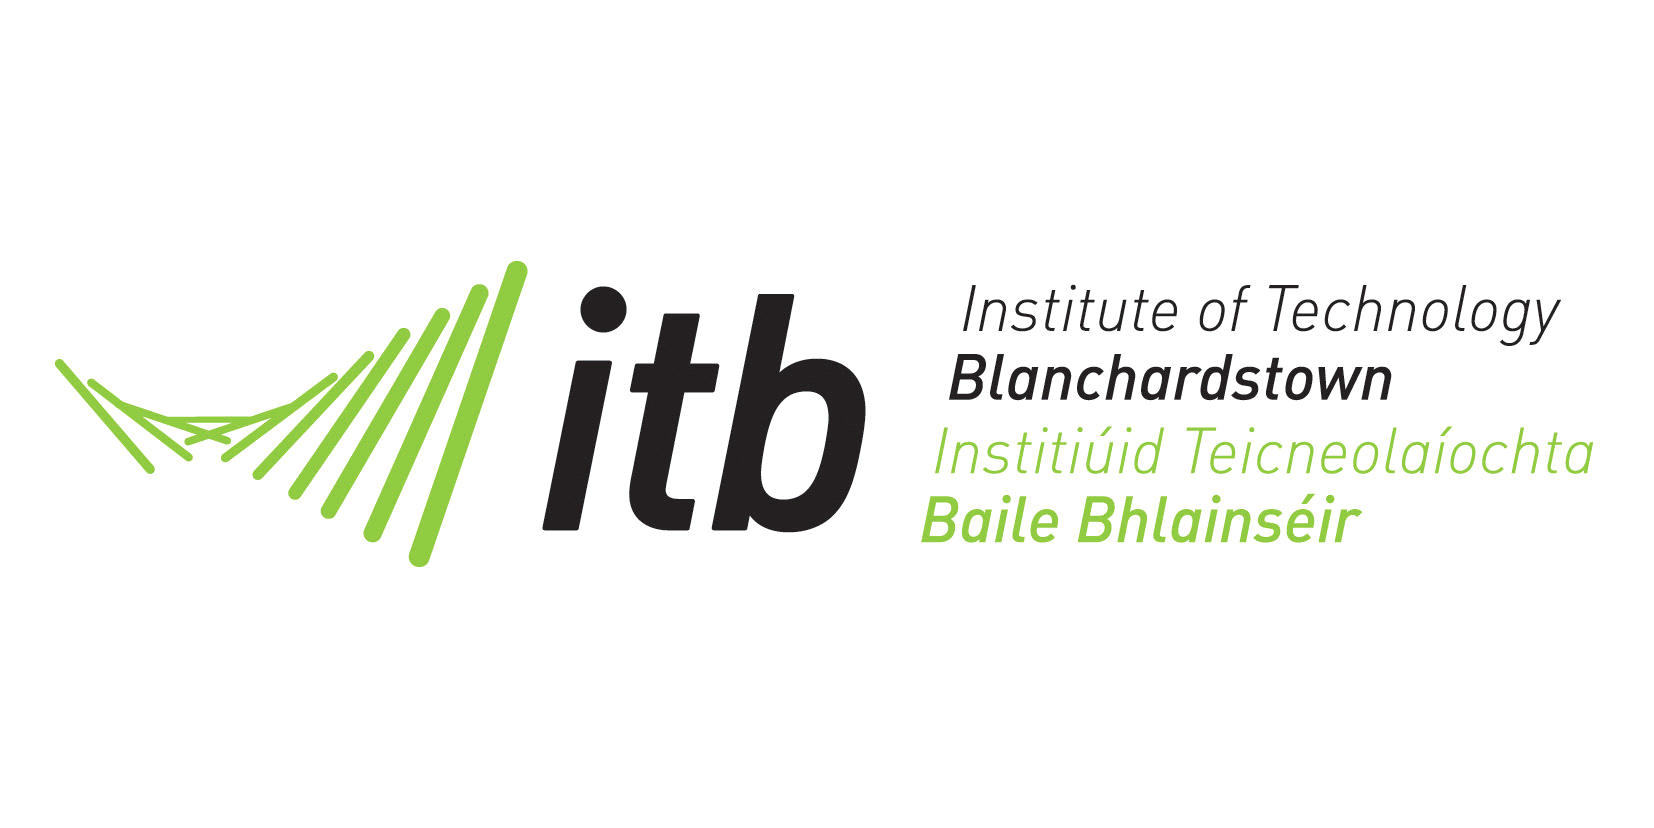 itb
Institute of Technology
Blanchardstown
Institiúid Teicneolaíochta
Baile Bhlainséir